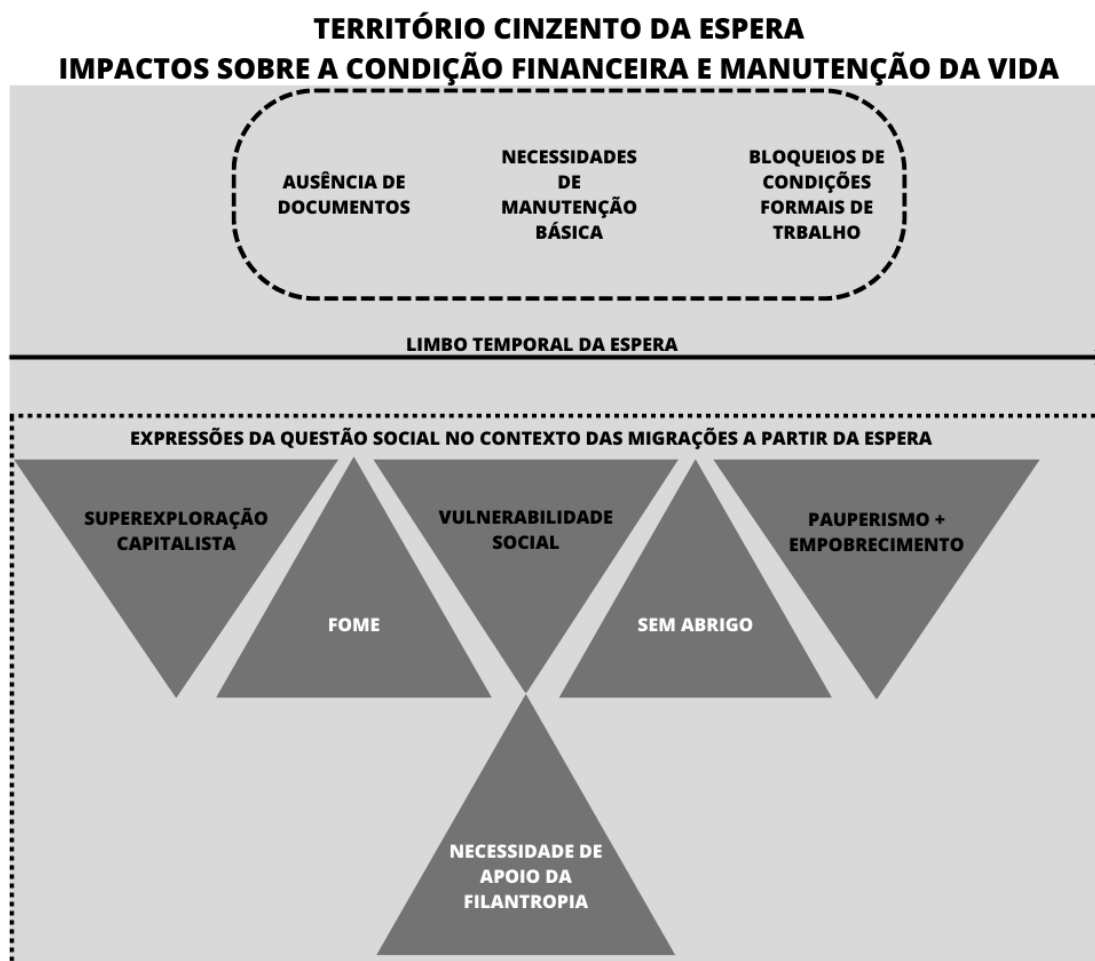 TERRITÓRIO CINZENTO DA ESPERA
IMPACTOS SOBRE A CONDIÇÃO FINANCEIRA E MANUTENÇÃO DA VIDA
AUSÊNCIA DE
DOCUMENTOS
NECESSIDADES
DE
MANUTENÇÃO
BÁSICA
BLOQUEIOS DE
CONDIÇÕES
FORMAIS DE
TRBALHO
LIMBO TEMPORAL DA ESPERA
EXPRESSÕES DA QUESTÃO SOCIAL NO CONTEXTO DAS MIGRAÇÕES A PARTIR DA ESPERA
SUPEREXPLORAÇÃO
CAPITALISTA
FOME
VULNERABILIDADE
SOCIAL
SEM ABRIGO
PAUPERISMO +
EMPOBRECIMENTO
NECESSIDADE DE
APOIO DA
FILANTROPIA